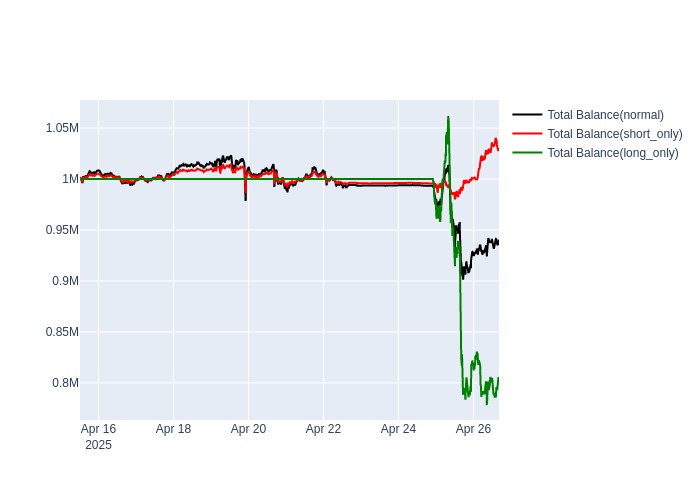 Total Balance(normal)
Total Balance(short_only)
Total Balance(long_only)
1.05M
1M
0.95M
0.9M
0.85M
0.8M
Apr 16
2025
Apr 18
Apr 20
Apr 22
Apr 24
Apr 26